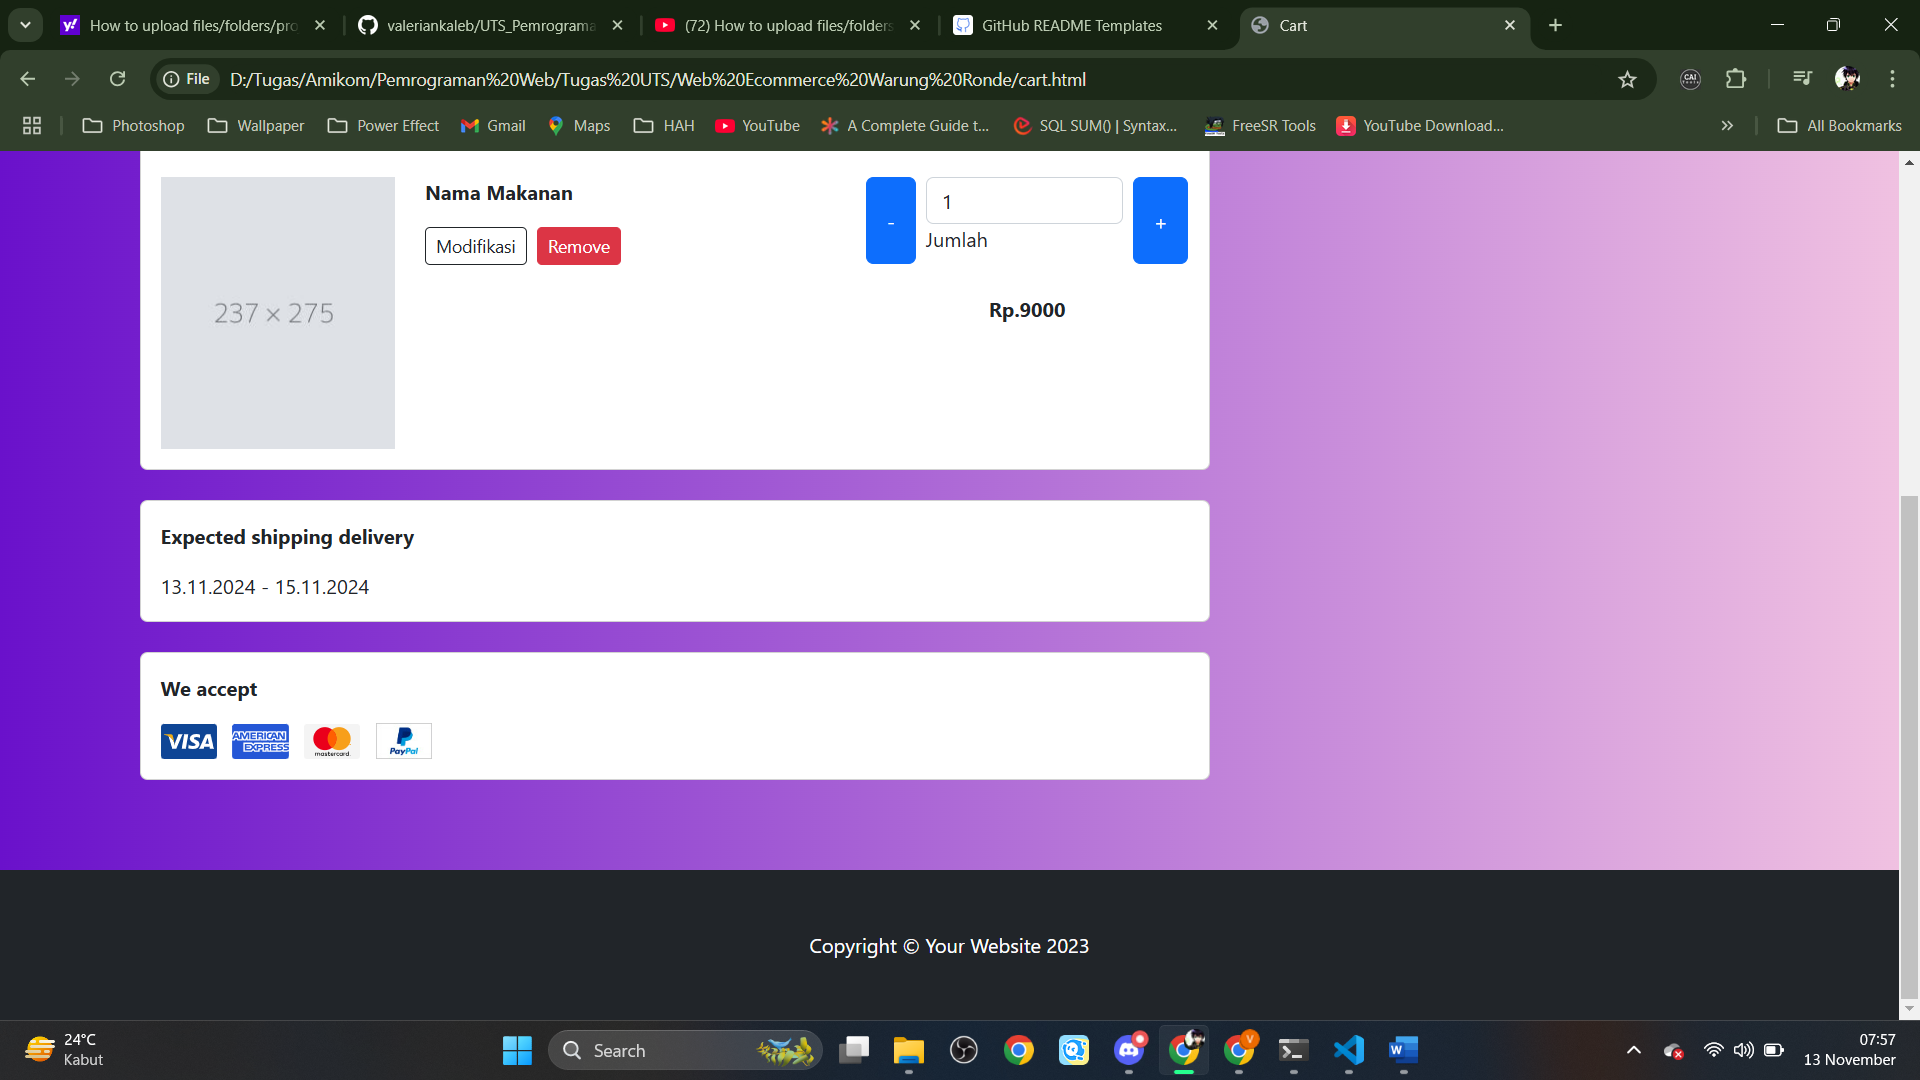 How to upload files/folders/pro
valeriankaleb/UTS_Pemrograma
(72) How to upload files/folders
GitHub README Templates
Cart
File
D:/Tugas/Amikom/Pemrograman%20Web/Tugas%20UTS/Web%20Ecommerce%20Warung%20Ronde/cart.html
Photoshop
Wallpaper
Power Effect
Gmail
Maps
HAH
YouTube
A Complete Guide t...
SQL SUM() | Syntax...
FreeSR Tools
YouTube Download...
All Bookmarks
237 × 275
Nama Makanan
Modifikasi
Remove
-
1
+
Jumlah
Rp.9000
Expected shipping delivery
13.11.2024 - 15.11.2024
We accept
VISA
AMERICAN EXPRESS
mastercard.
PayPal
Copyright © Your Website 2023
24°C
Kabut
Search
07:57
13 November